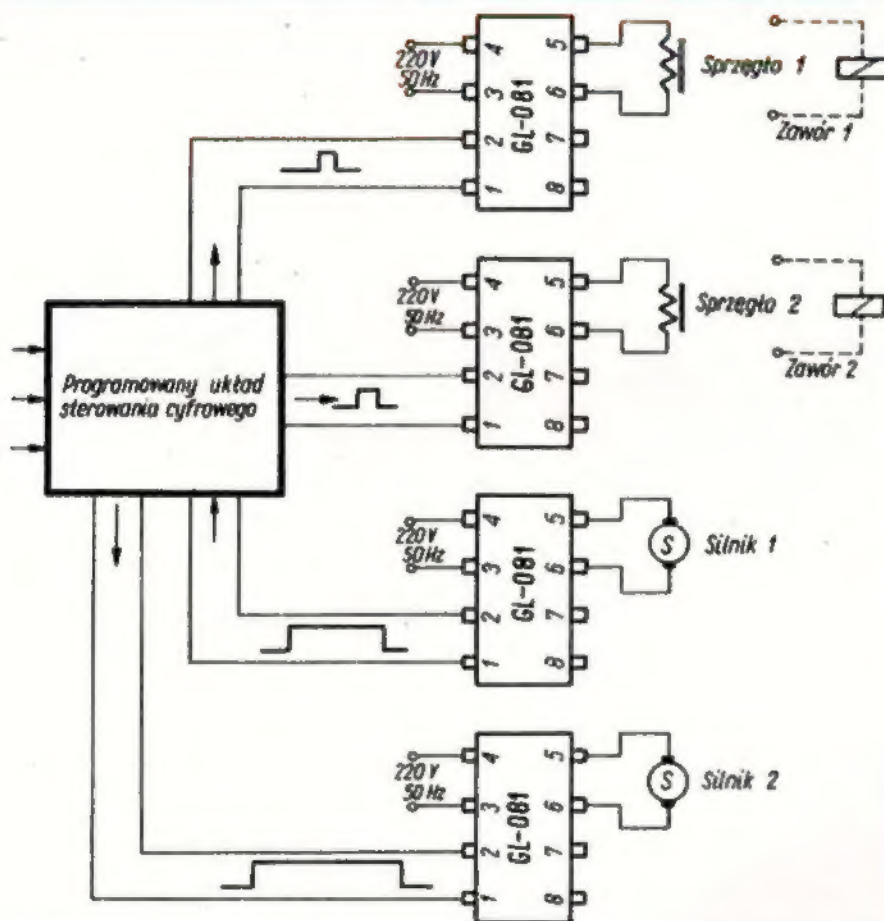 4
3
2
1
220V
50Hz
GL-081
5
6
7
8
Sprzęgło 1
Zawór 1
4
3
2
1
220V
50Hz
GL-081
5
6
7
8
Sprzęgło 2
Zawór 2
Programowany układ
sterowania cyfrowego
4
3
2
1
220V
50Hz
GL-081
5
6
7
8
S
Silnik 1
4
3
2
1
220V
50Hz
GL-081
5
6
7
8
S
Silnik 2